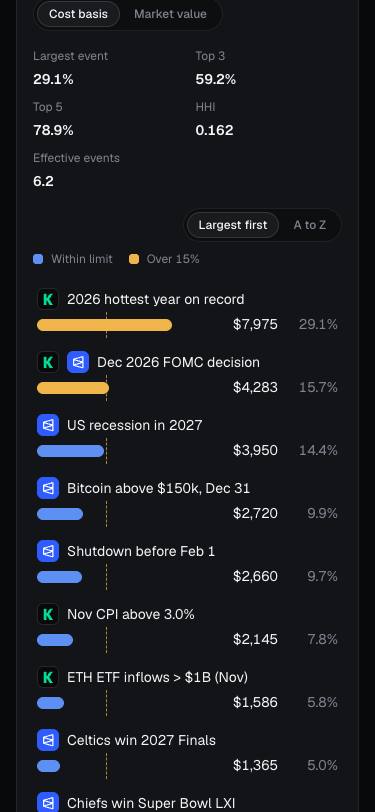 Cost basis Market value
Largest event Top 3
29.1% 59.2%
Top 5 HHI
78.9% 0.162
Effective events
6.2
Largest first A to Z
Within limit Over 15%
K 2026 hottest year on record
$7,975 29.1%
K Dec 2026 FOMC decision
$4,283 15.7%
US recession in 2027
$3,950 14.4%
Bitcoin above $150k, Dec 31
$2,720 9.9%
Shutdown before Feb 1
$2,660 9.7%
K Nov CPI above 3.0%
$2,145 7.8%
K ETH ETF inflows > $1B (Nov)
$1,586 5.8%
Celtics win 2027 Finals
$1,365 5.0%
Chiefs win Super Bowl LXI